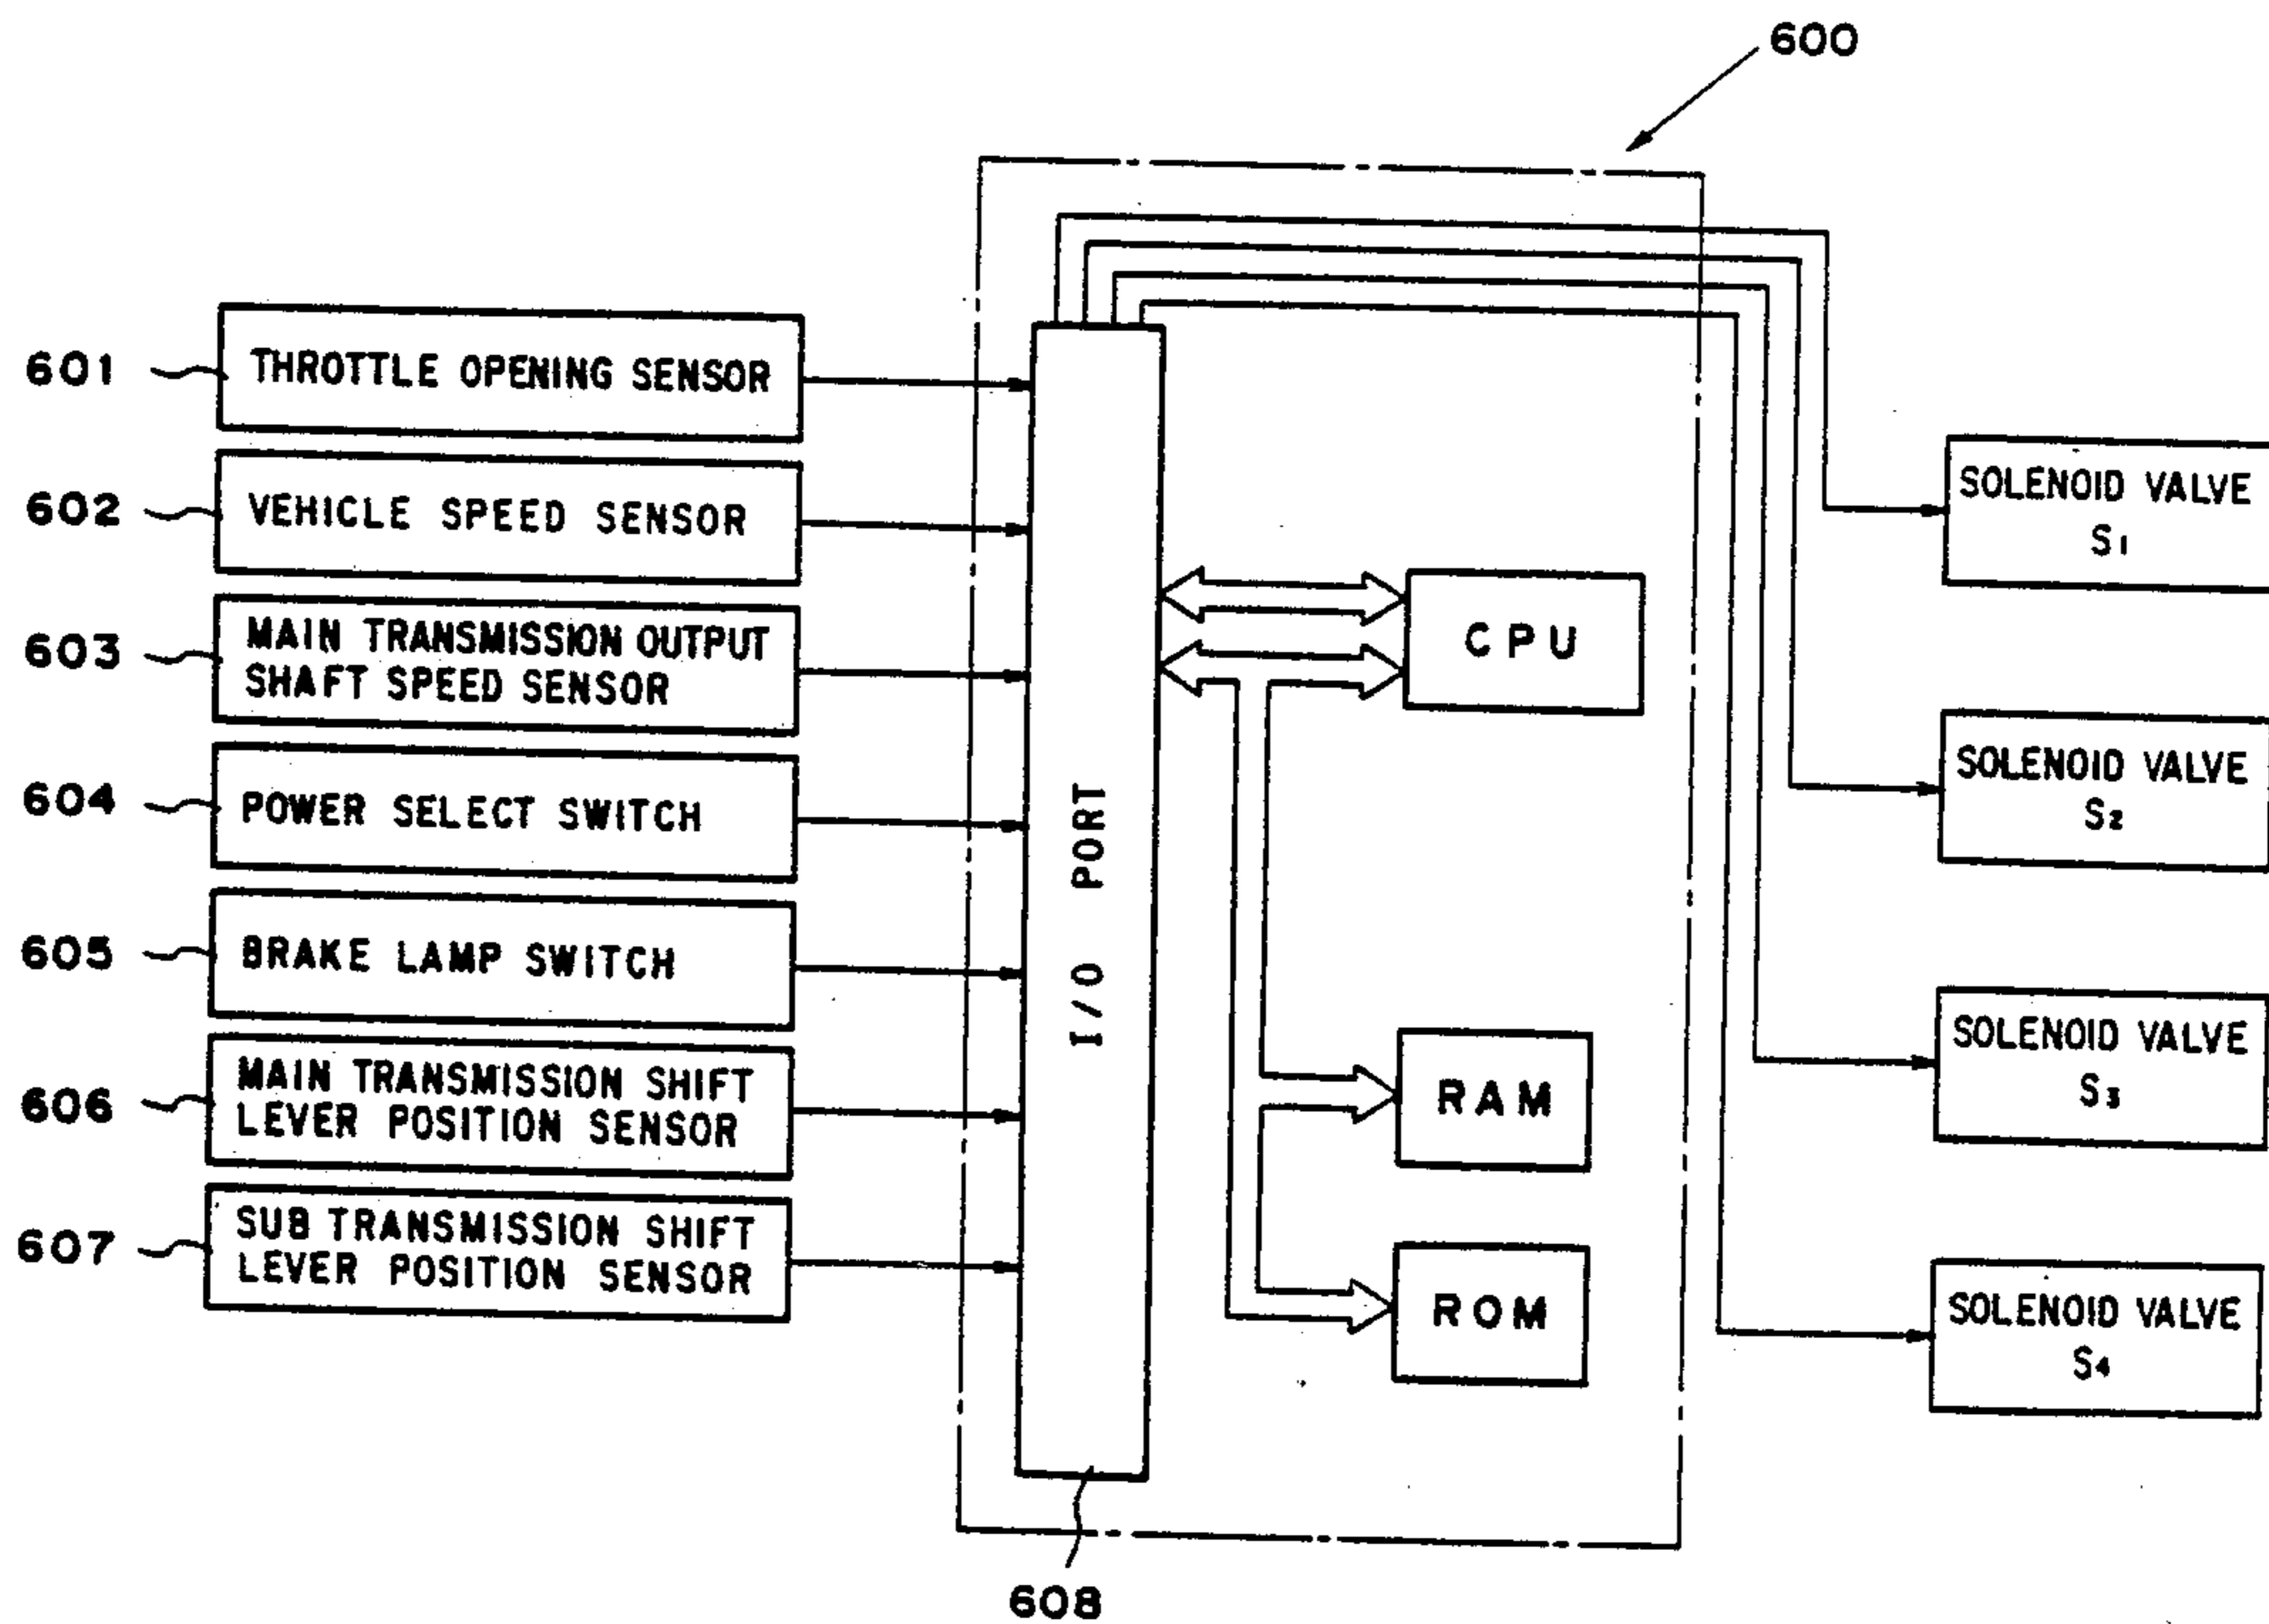 600
601
THROTTLE OPENING SENSOR
602
VEHICLE SPEED SENSOR
603
MAIN TRANSMISSION OUTPUT
SHAFT SPEED SENSOR
604
POWER SELECT SWITCH
605
BRAKE LAMP SWITCH
606
MAIN TRANSMISSION SHIFT
LEVER POSITION SENSOR
607
SUB TRANSMISSION SHIFT
LEVER POSITION SENSOR
I/O PORT
608
CPU
RAM
ROM
SOLENOID VALVE
S1
SOLENOID VALVE
S2
SOLENOID VALVE
S3
SOLENOID VALVE
S4